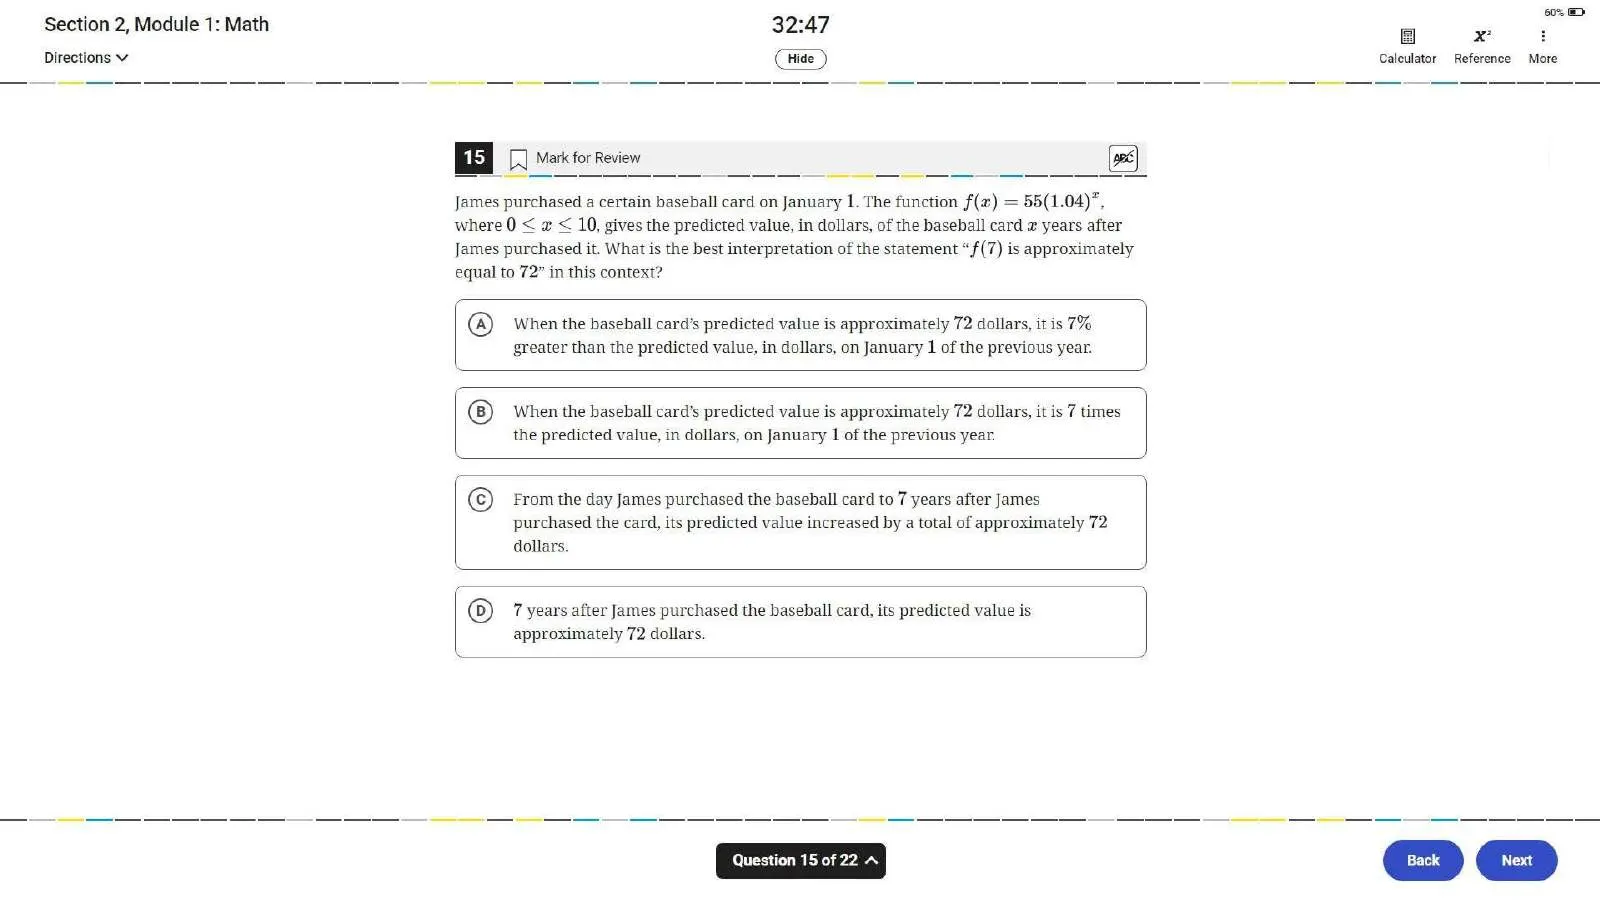 Section 2, Module 1: Math
32:47
60%
Directions
Hide
Calculator
Reference
More
15
Mark for Review
ABC
James purchased a certain baseball card on January 1. The function f(x) = 55(1.04)^x,
where 0 ≤ x ≤ 10, gives the predicted value, in dollars, of the baseball card x years after
James purchased it. What is the best interpretation of the statement “f(7) is approximately
equal to 72” in this context?
A
When the baseball card’s predicted value is approximately 72 dollars, it is 7%
greater than the predicted value, in dollars, on January 1 of the previous year.
B
When the baseball card’s predicted value is approximately 72 dollars, it is 7 times
the predicted value, in dollars, on January 1 of the previous year.
C
From the day James purchased the baseball card to 7 years after James
purchased the card, its predicted value increased by a total of approximately 72
dollars.
D
7 years after James purchased the baseball card, its predicted value is
approximately 72 dollars.
Question 15 of 22
Back
Next